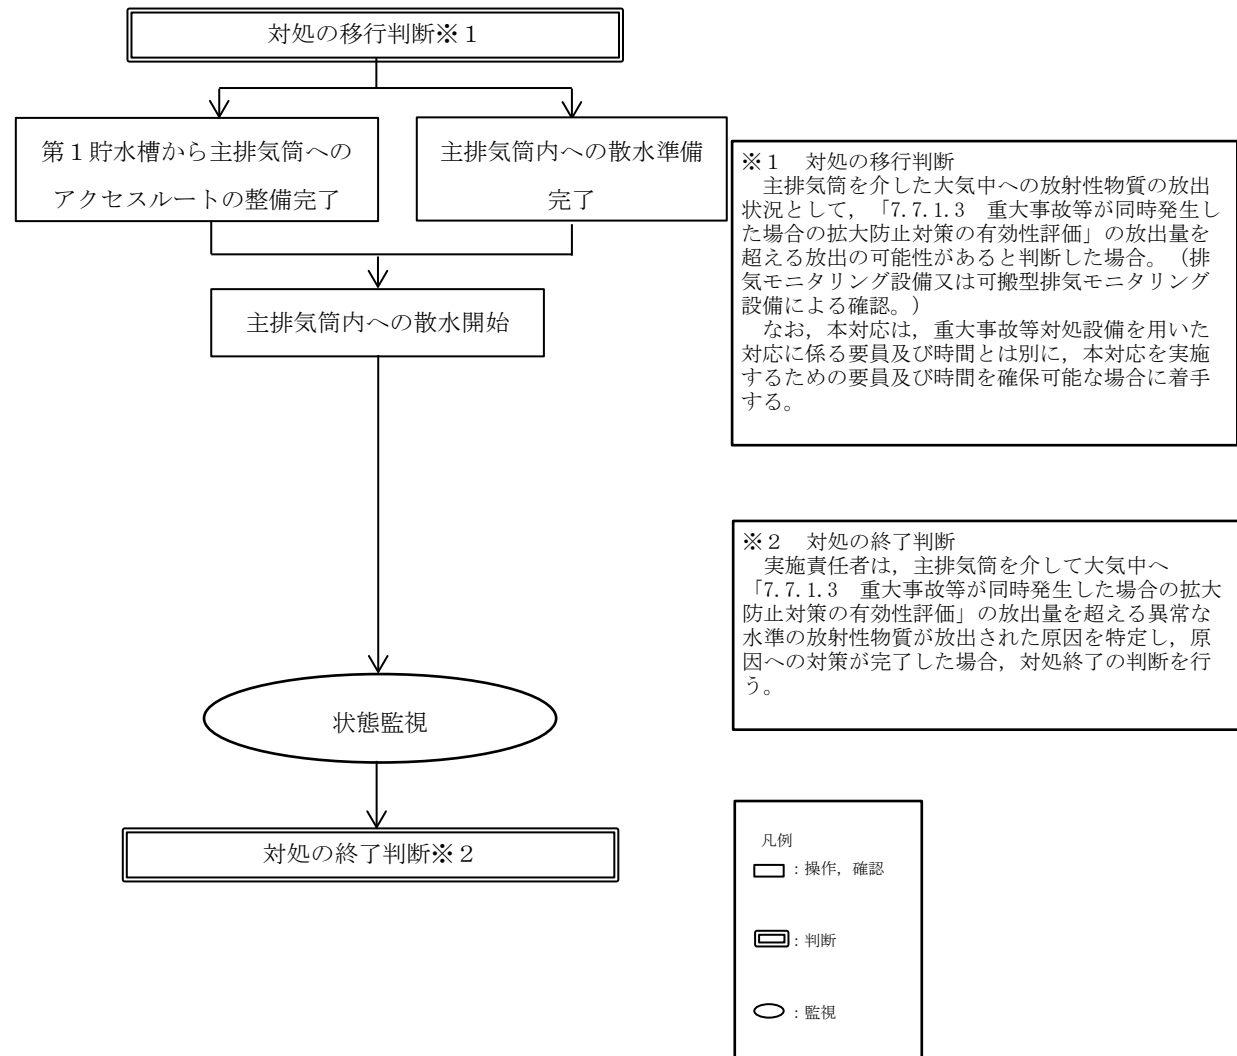 対処の移行判断※1
第1貯水槽から主排気筒への
アクセスルートの整備完了
主排気筒内への散水準備
完了
主排気筒内への散水開始
状態監視
対処の終了判断※2
※1　対処の移行判断
　主排気筒を介した大気中への放射性物質の放出
状況として，「7.7.1.3　重大事故等が同時発生し
た場合の拡大防止対策の有効性評価」の放出量を
超える放出の可能性があると判断した場合。（排
気モニタリング設備又は可搬型排気モニタリング
設備による確認。）
　なお，本対応は，重大事故等対処設備を用いた
対応に係る要員及び時間とは別に，本対応を実施
するための要員及び時間を確保可能な場合に着手
する。
※2　対処の終了判断
　実施責任者は，主排気筒を介して大気中へ
「7.7.1.3　重大事故等が同時発生した場合の拡大
防止対策の有効性評価」の放出量を超える異常な
水準の放射性物質が放出された原因を特定し，原
因への対策が完了した場合，対処終了の判断を行
う。
凡例
：操作，確認
：判断
：監視